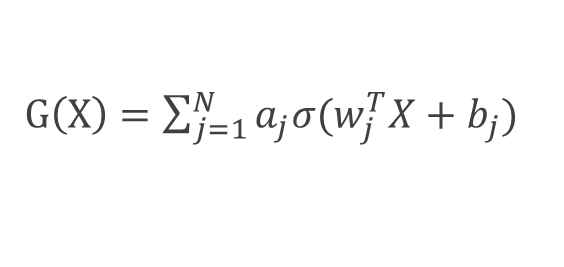 G(X) = ∑_{j=1}^{N} a_j σ(w_j^T X + b_j)